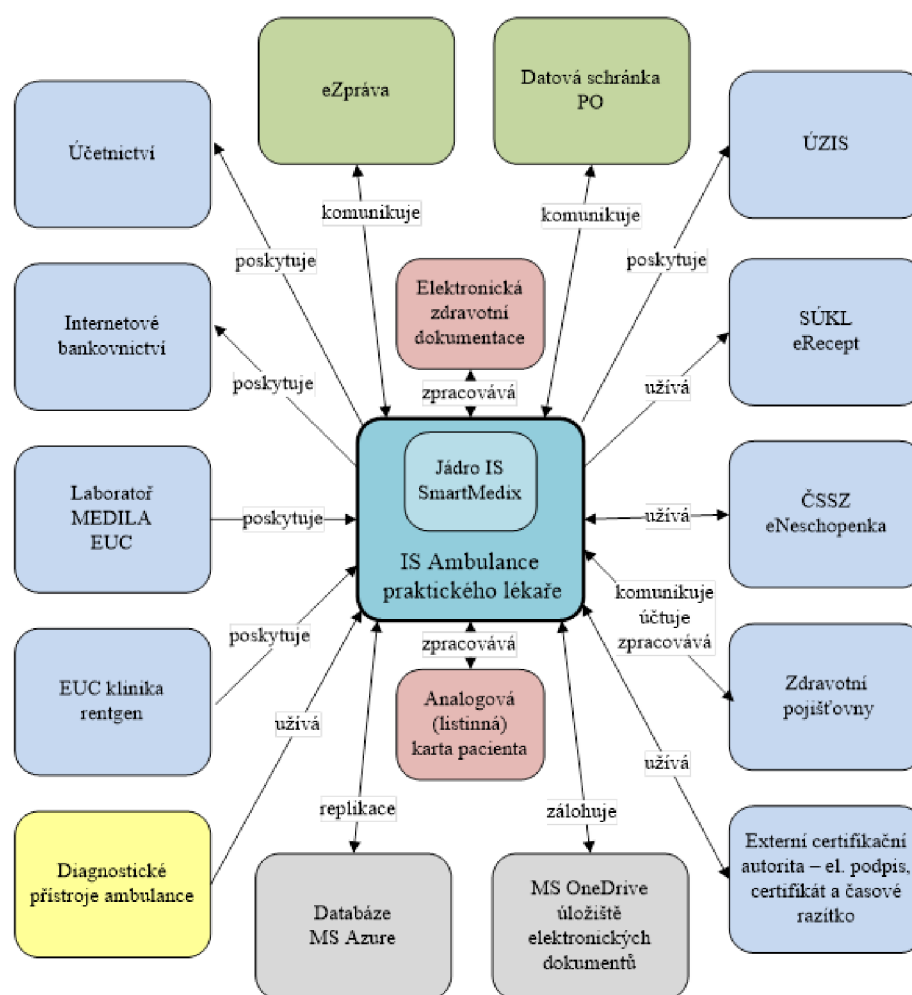 eZpráva
Datová schránka
PO
Účetnictví
ÚZIS
komunikuje
komunikuje
poskytuje
poskytuje
Elektronická
zdravotní
dokumentace
Internetové
bankovnictví
SÚKL
eRecept
poskytuje
zpracovává
užívá
Jádro IS
SmartMedix
Laboratoř
MEDILA
EUC
poskytuje
užívá
ČSSZ
eNeschopenka
IS Ambulance
praktického lékaře
komunikuje
účtuje
zpracovává
poskytuje
zpracovává
EUC klinika
rentgen
Zdravotní
pojišťovny
Analogová
(listinná)
karta pacienta
užívá
užívá
replikace
zálohuje
Diagnostické
přístroje ambulance
Databáze
MS Azure
MS OneDrive
úložiště
elektronických
dokumentů
Externí certifikační
autorita – el. podpis,
certifikát a časové
razítko